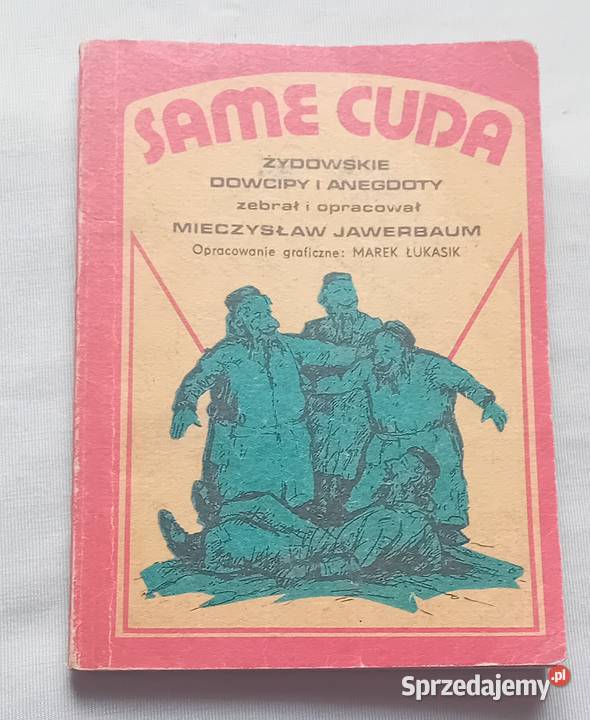 SAME CUDA
ŻYDOWSKIE
DOWCIPY I ANEGDOTY
zebrał i opracował
MIECZYSŁAW JAWERBAUM
Opracowanie graficzne: MAREK ŁUKASIK
Sprzedajemy.pl